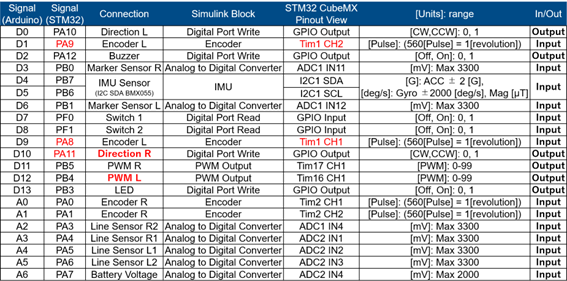 Signal (Arduino) Signal (STM32) Connection Simulink Block STM32 CubeMX Pinout View [Units]: range In/Out
D0 PA10 Direction L Digital Port Write GPIO Output [CW,CCW]: 0, 1 Output
D1 PA9 Encoder L Encoder Tim1 CH2 [Pulse]: (560[Pulse] = 1[revolution]) Input
D2 PA12 Buzzer Digital Port Write GPIO Output [Off, On]: 0, 1 Output
D3 PB0 Marker Sensor R Analog to Digital Converter ADC1 IN11 [mV]: Max 3300 Input
D4 PB7 IMU Sensor (I2C SDA BMX055) IMU I2C1 SDA [G]: ACC ± 2 [G], [deg/s]: Gyro ±2000 [deg/s], Mag [μT] Input
D5 PB6 I2C1 SCL
D6 PB1 Marker Sensor L Analog to Digital Converter ADC1 IN12 [mV]: Max 3300 Input
D7 PF0 Switch 1 Digital Port Read GPIO Input [Off, On]: 0, 1 Input
D8 PF1 Switch 2 Digital Port Read GPIO Input [Off, On]: 0, 1 Input
D9 PA8 Encoder L Encoder Tim1 CH1 [Pulse]: (560[Pulse] = 1[revolution]) Input
D10 PA11 Direction R Digital Port Write GPIO Output [CW,CCW]: 0, 1 Output
D11 PB5 PWM R PWM Output Tim17 CH1 [PWM]: 0-99 Output
D12 PB4 PWM L PWM Output Tim16 CH1 [PWM]: 0-99 Output
D13 PB3 LED Digital Port Write GPIO Output [Off, On]: 0, 1 Output
A0 PA0 Encoder R Encoder Tim2 CH1 [Pulse]: (560[Pulse] = 1[revolution]) Input
A1 PA1 Encoder R Encoder Tim2 CH2 [Pulse]: (560[Pulse] = 1[revolution]) Input
A2 PA3 Line Sensor R2 Analog to Digital Converter ADC1 IN4 [mV]: Max 3300 Input
A3 PA4 Line Sensor R1 Analog to Digital Converter ADC2 IN1 [mV]: Max 3300 Input
A4 PA5 Line Sensor L1 Analog to Digital Converter ADC2 IN2 [mV]: Max 3300 Input
A5 PA6 Line Sensor L2 Analog to Digital Converter ADC2 IN3 [mV]: Max 3300 Input
A6 PA7 Battery Voltage Analog to Digital Converter ADC2 IN4 [mV]: Max 2000 Input